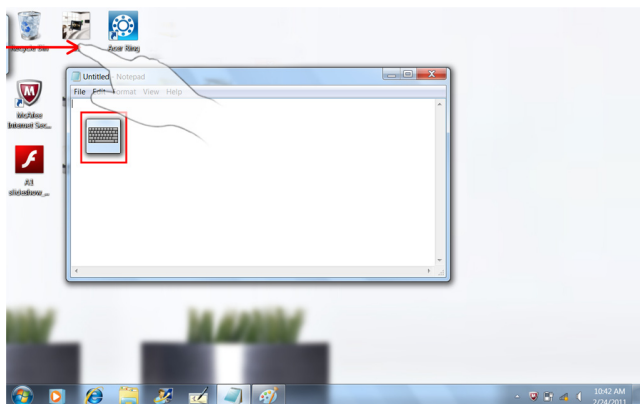 Recycle Bin
Acer Ring
Untitled - Notepad
File Edit Format View Help
McAfee
Internet Sec...
A1
slideshow_...
10:42 AM
2/24/2011